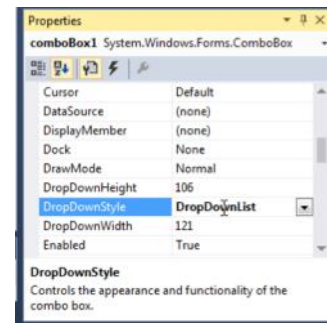 Properties
comboBox1 System.Windows.Forms.ComboBox
Cursor Default
DataSource (none)
DisplayMember (none)
Dock None
DrawMode Normal
DropDownHeight 106
DropDownStyle DropDownList
DropDownWidth 121
Enabled True
DropDownStyle
Controls the appearance and functionality of the
combo box.